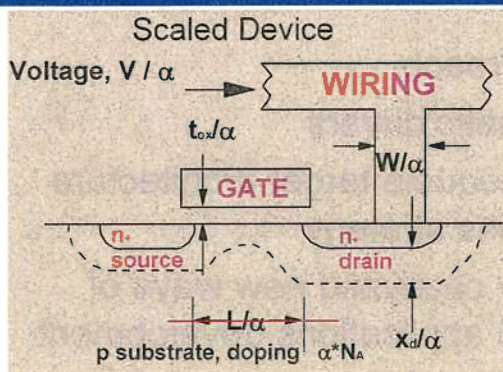 Scaled Device
Voltage, V / α
WIRING
tox/α
W/α
GATE
n+
source
n+
drain
L/α
xd/α
p substrate, doping α*NA